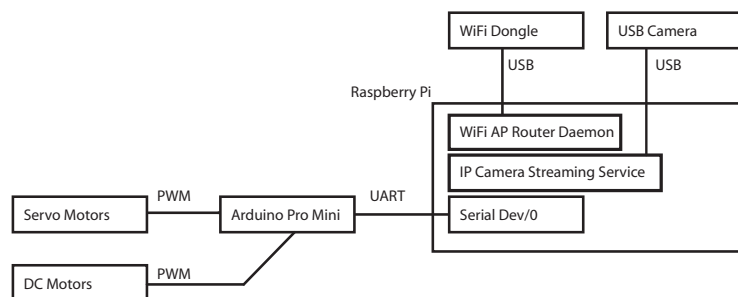 WiFi Dongle
USB Camera
USB
USB
Raspberry Pi
WiFi AP Router Daemon
IP Camera Streaming Service
PWM
UART
Servo Motors
Arduino Pro Mini
Serial Dev/0
PWM
DC Motors